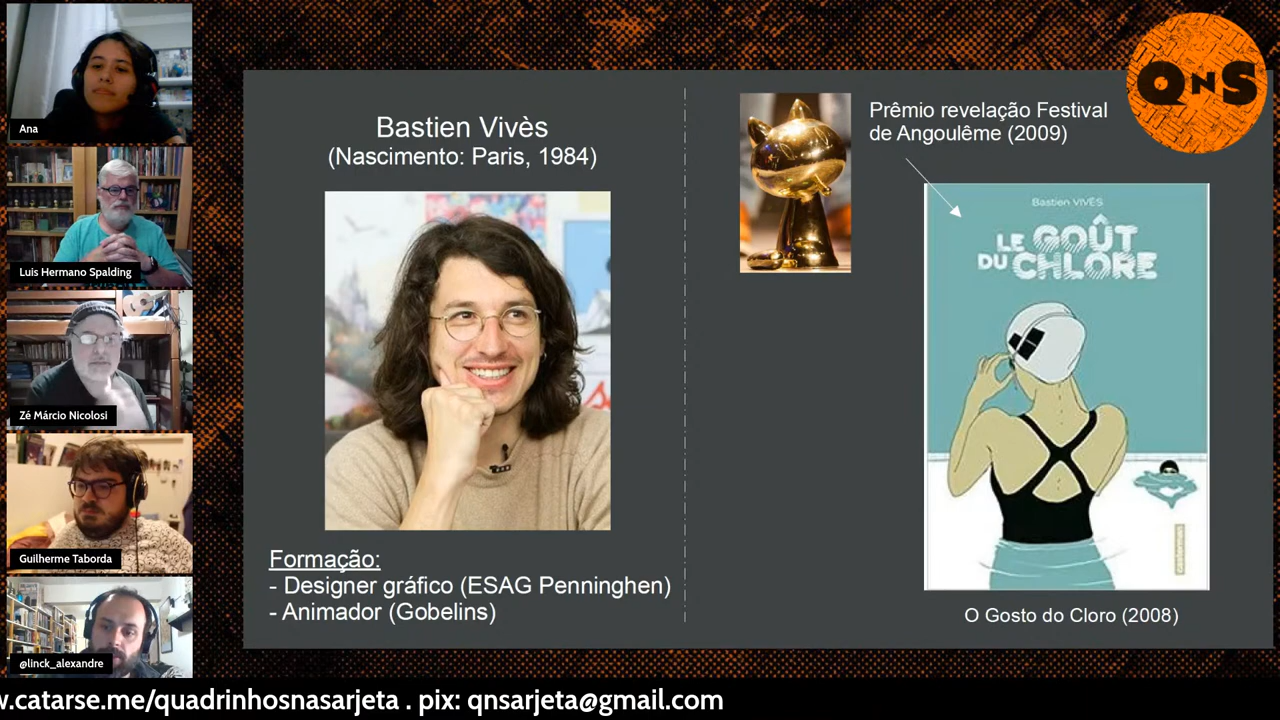 Ana
Luis Hermano Spalding
Zé Márcio Nicolosi
Guilherme Taborda
@linck_alexandre
Bastien Vivès
(Nascimento: Paris, 1984)
Formação:
- Designer gráfico (ESAG Penninghen)
- Animador (Gobelins)
Prêmio revelação Festival
de Angoulême (2009)
QNS
Bastien VIVÈS
LE GOÛT
DU CHLORE
O Gosto do Cloro (2008)
w.catarse.me/quadrinhosnasarjeta . pix: qnsarjeta@gmail.com